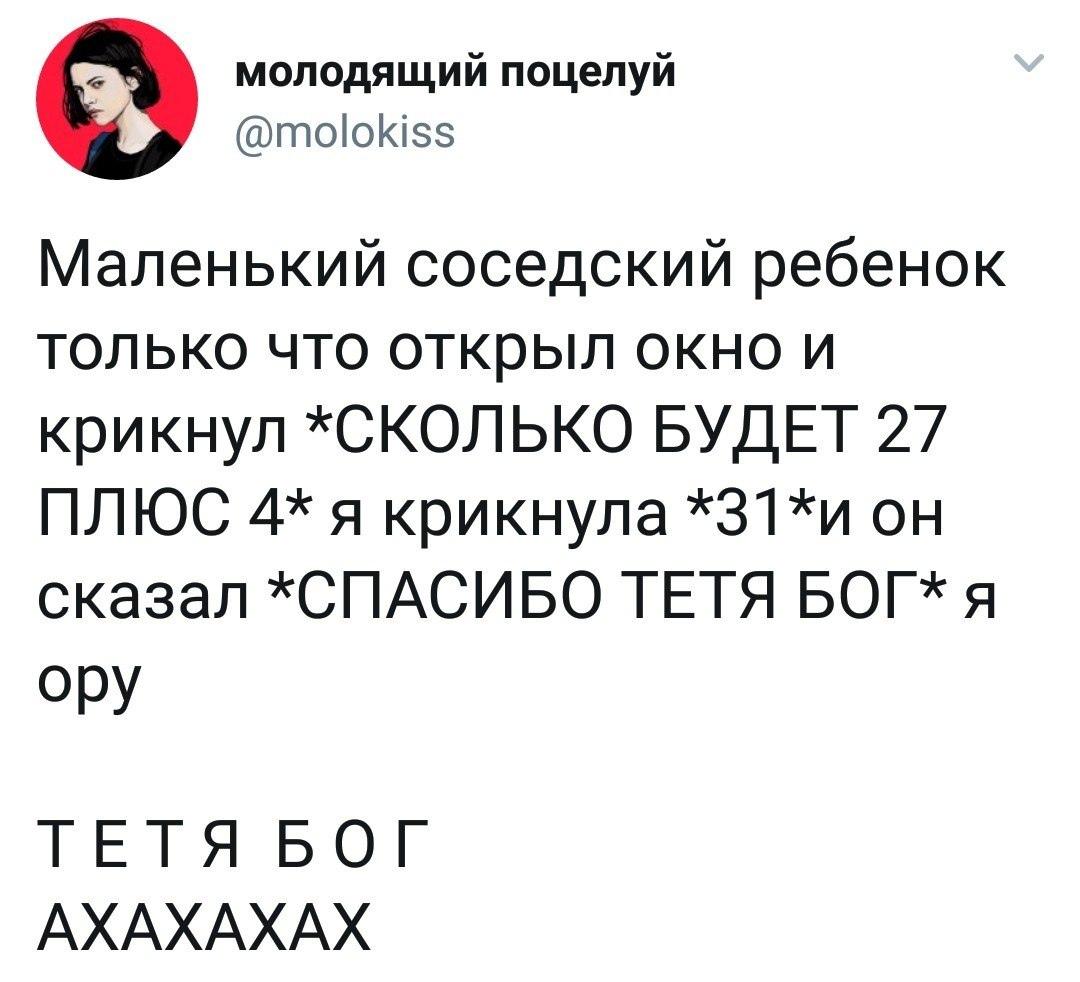 молодящий поцелуй
@molokiss
Маленький соседский ребенок
только что открыл окно и
крикнул *СКОЛЬКО БУДЕТ 27
ПЛЮС 4* я крикнула *31*и он
сказал *СПАСИБО ТЕТЯ БОГ* я
ору
Т Е Т Я Б О Г
АХАХАХАХ